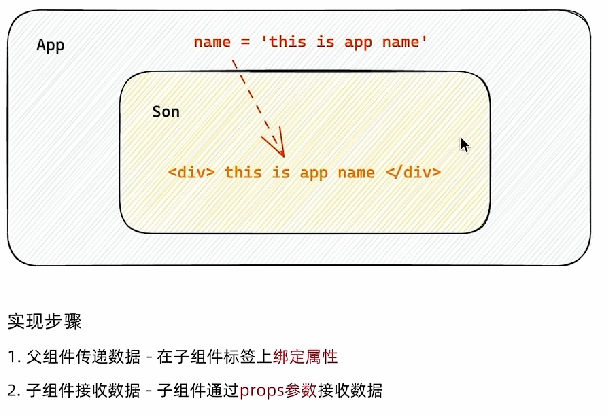 App
name = 'this is app name'
Son
<div> this is app name </div>
实现步骤
1. 父组件传递数据 - 在子组件标签上绑定属性
2. 子组件接收数据 - 子组件通过props参数接收数据